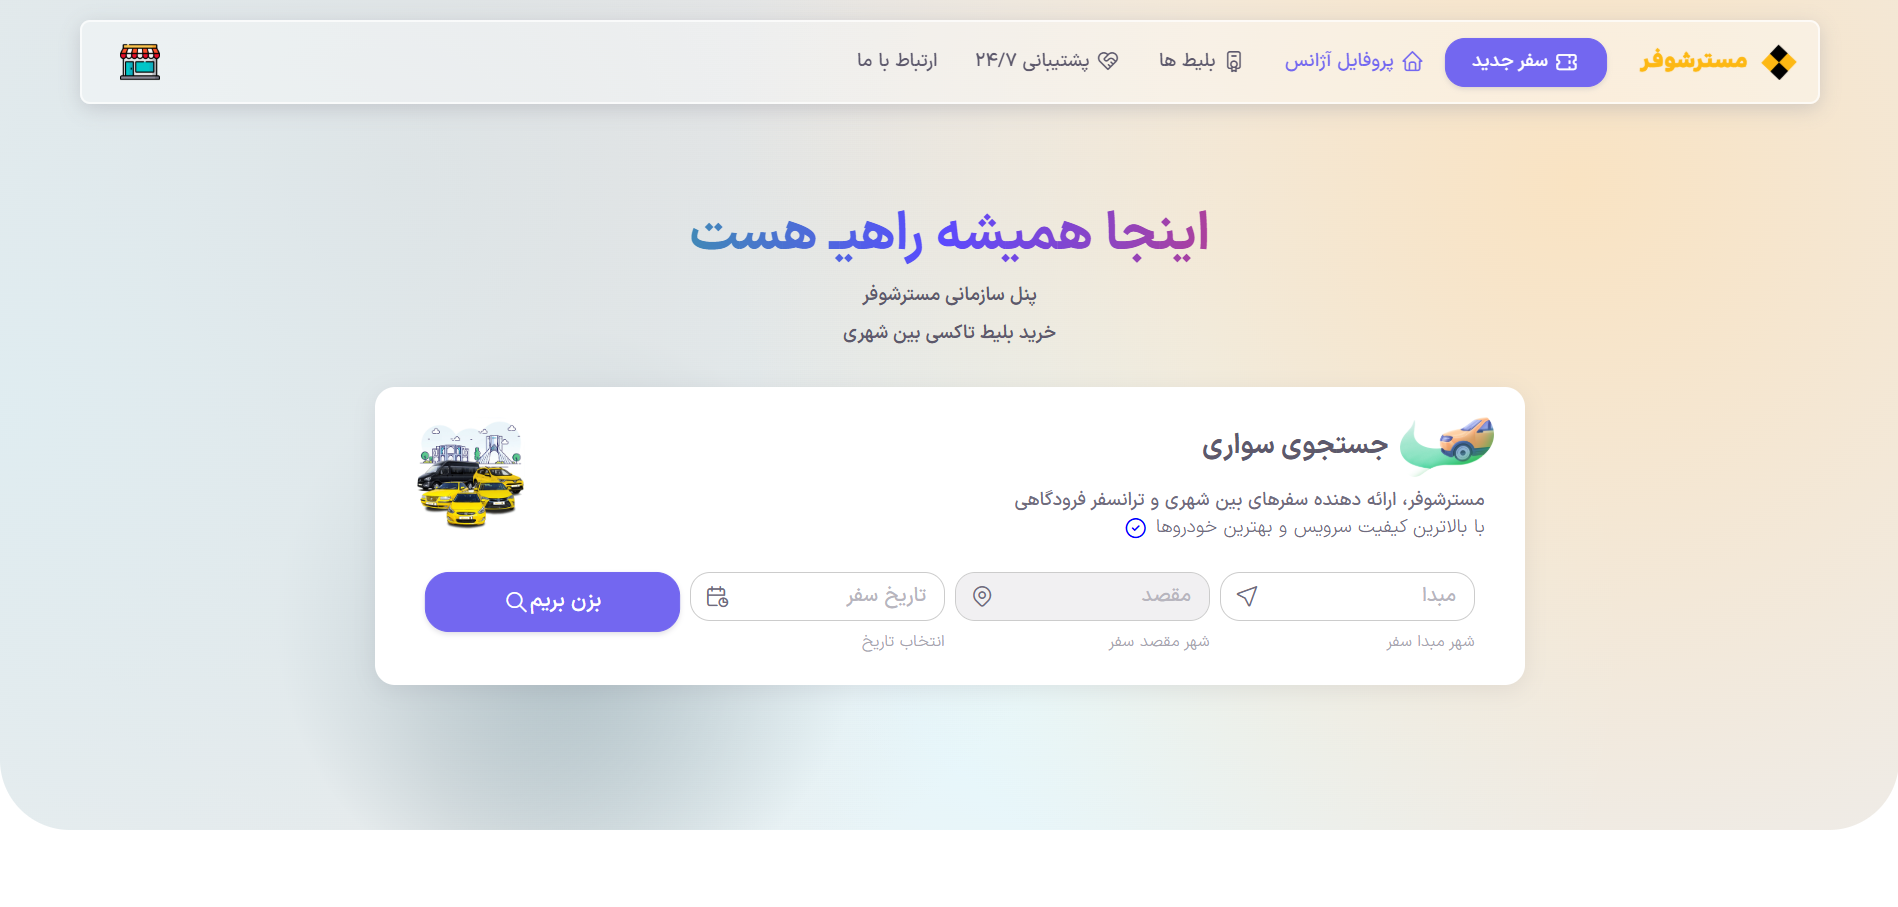 مسترشوفر
سفر جدید
پروفایل آژانس
بلیط ها
پشتیبانی ۲۴/۷
ارتباط با ما
اینجا همیشه راهیـ هست
پنل سازمانی مسترشوفر
خرید بلیط تاکسی بین شهری
جستجوی سواری
مسترشوفر، ارائه دهنده سفرهای بین شهری و ترانسفر فرودگاهی
با بالاترین کیفیت سرویس و بهترین خودروها
مبدا
مقصد
تاریخ سفر
بزن بریم
شهر مبدا سفر
شهر مقصد سفر
انتخاب تاریخ